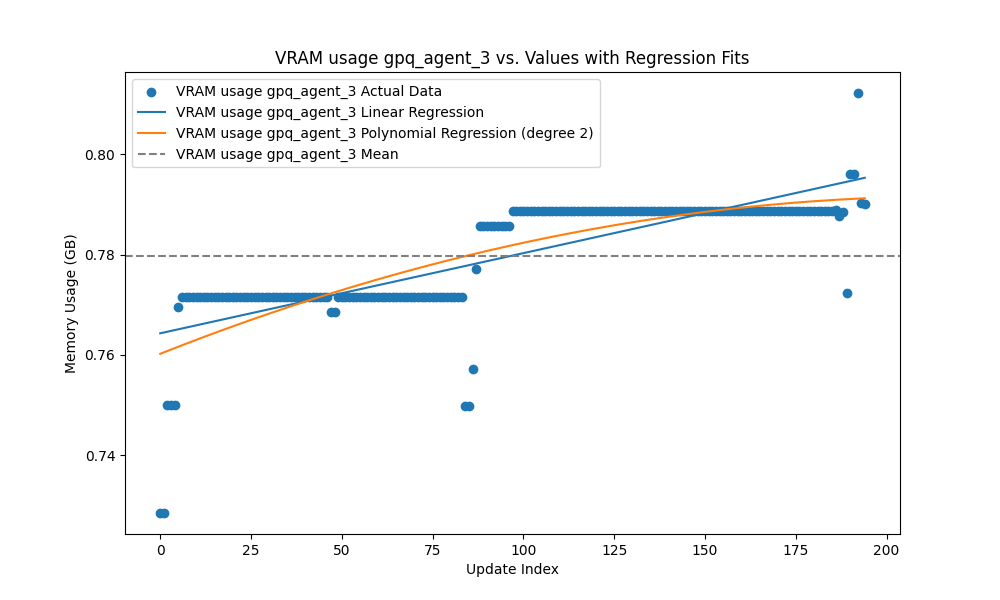 VRAM usage gpq_agent_3 vs. Values with Regression Fits
VRAM usage gpq_agent_3 Actual Data
VRAM usage gpq_agent_3 Linear Regression
VRAM usage gpq_agent_3 Polynomial Regression (degree 2)
VRAM usage gpq_agent_3 Mean
Memory Usage (GB)
0.80
0.78
0.76
0.74
0 25 50 75 100 125 150 175 200
Update Index